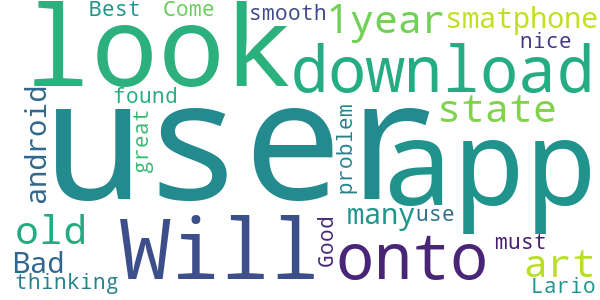 Best Come smooth 1year smatphone
look nice
download
found state
user app
android great problem
many use
old Will Good onto must
Bad art
thinking Lario